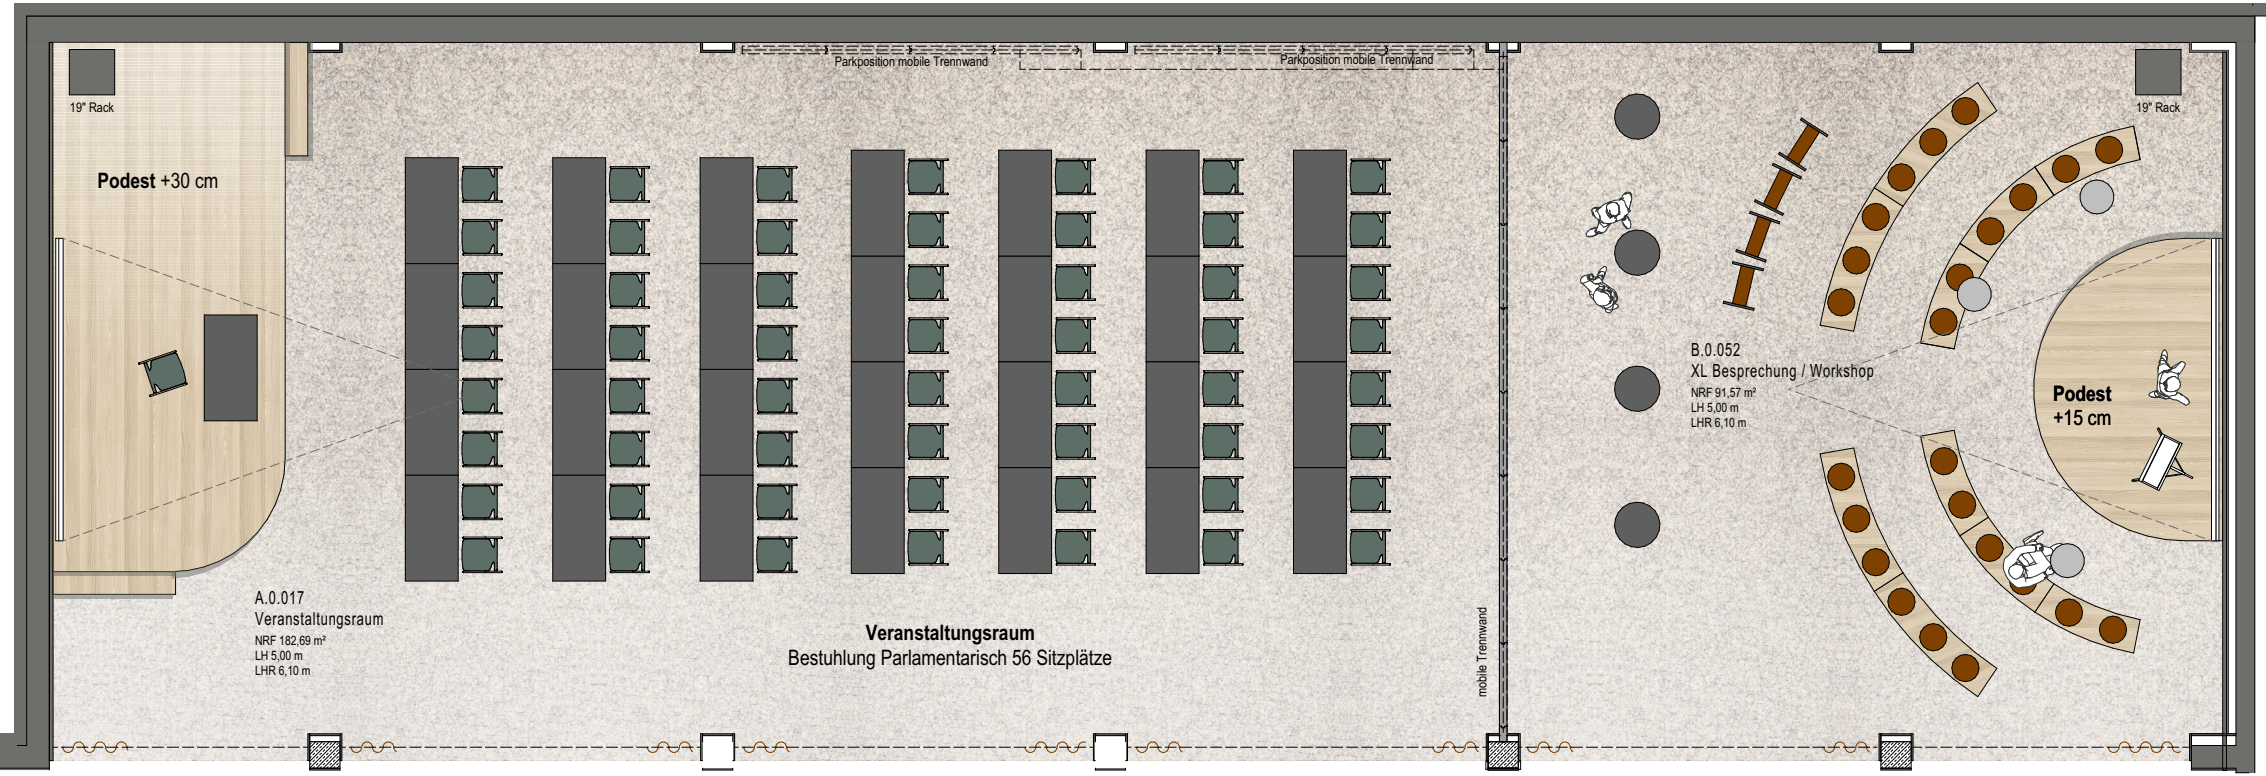 Parkposition mobile Trennwand
Parkposition mobile Trennwand
19" Rack
19" Rack
Podest +30 cm
B.0.052
XL Besprechung / Workshop
NRF 91,57 m²
LH 5,00 m
LHR 6,10 m
Podest
+15 cm
A.0.017
Veranstaltungsraum
NRF 182,69 m²
LH 5,00 m
LHR 6,10 m
Veranstaltungsraum
Bestuhlung Parlamentarisch 56 Sitzplätze
mobile Trennwand